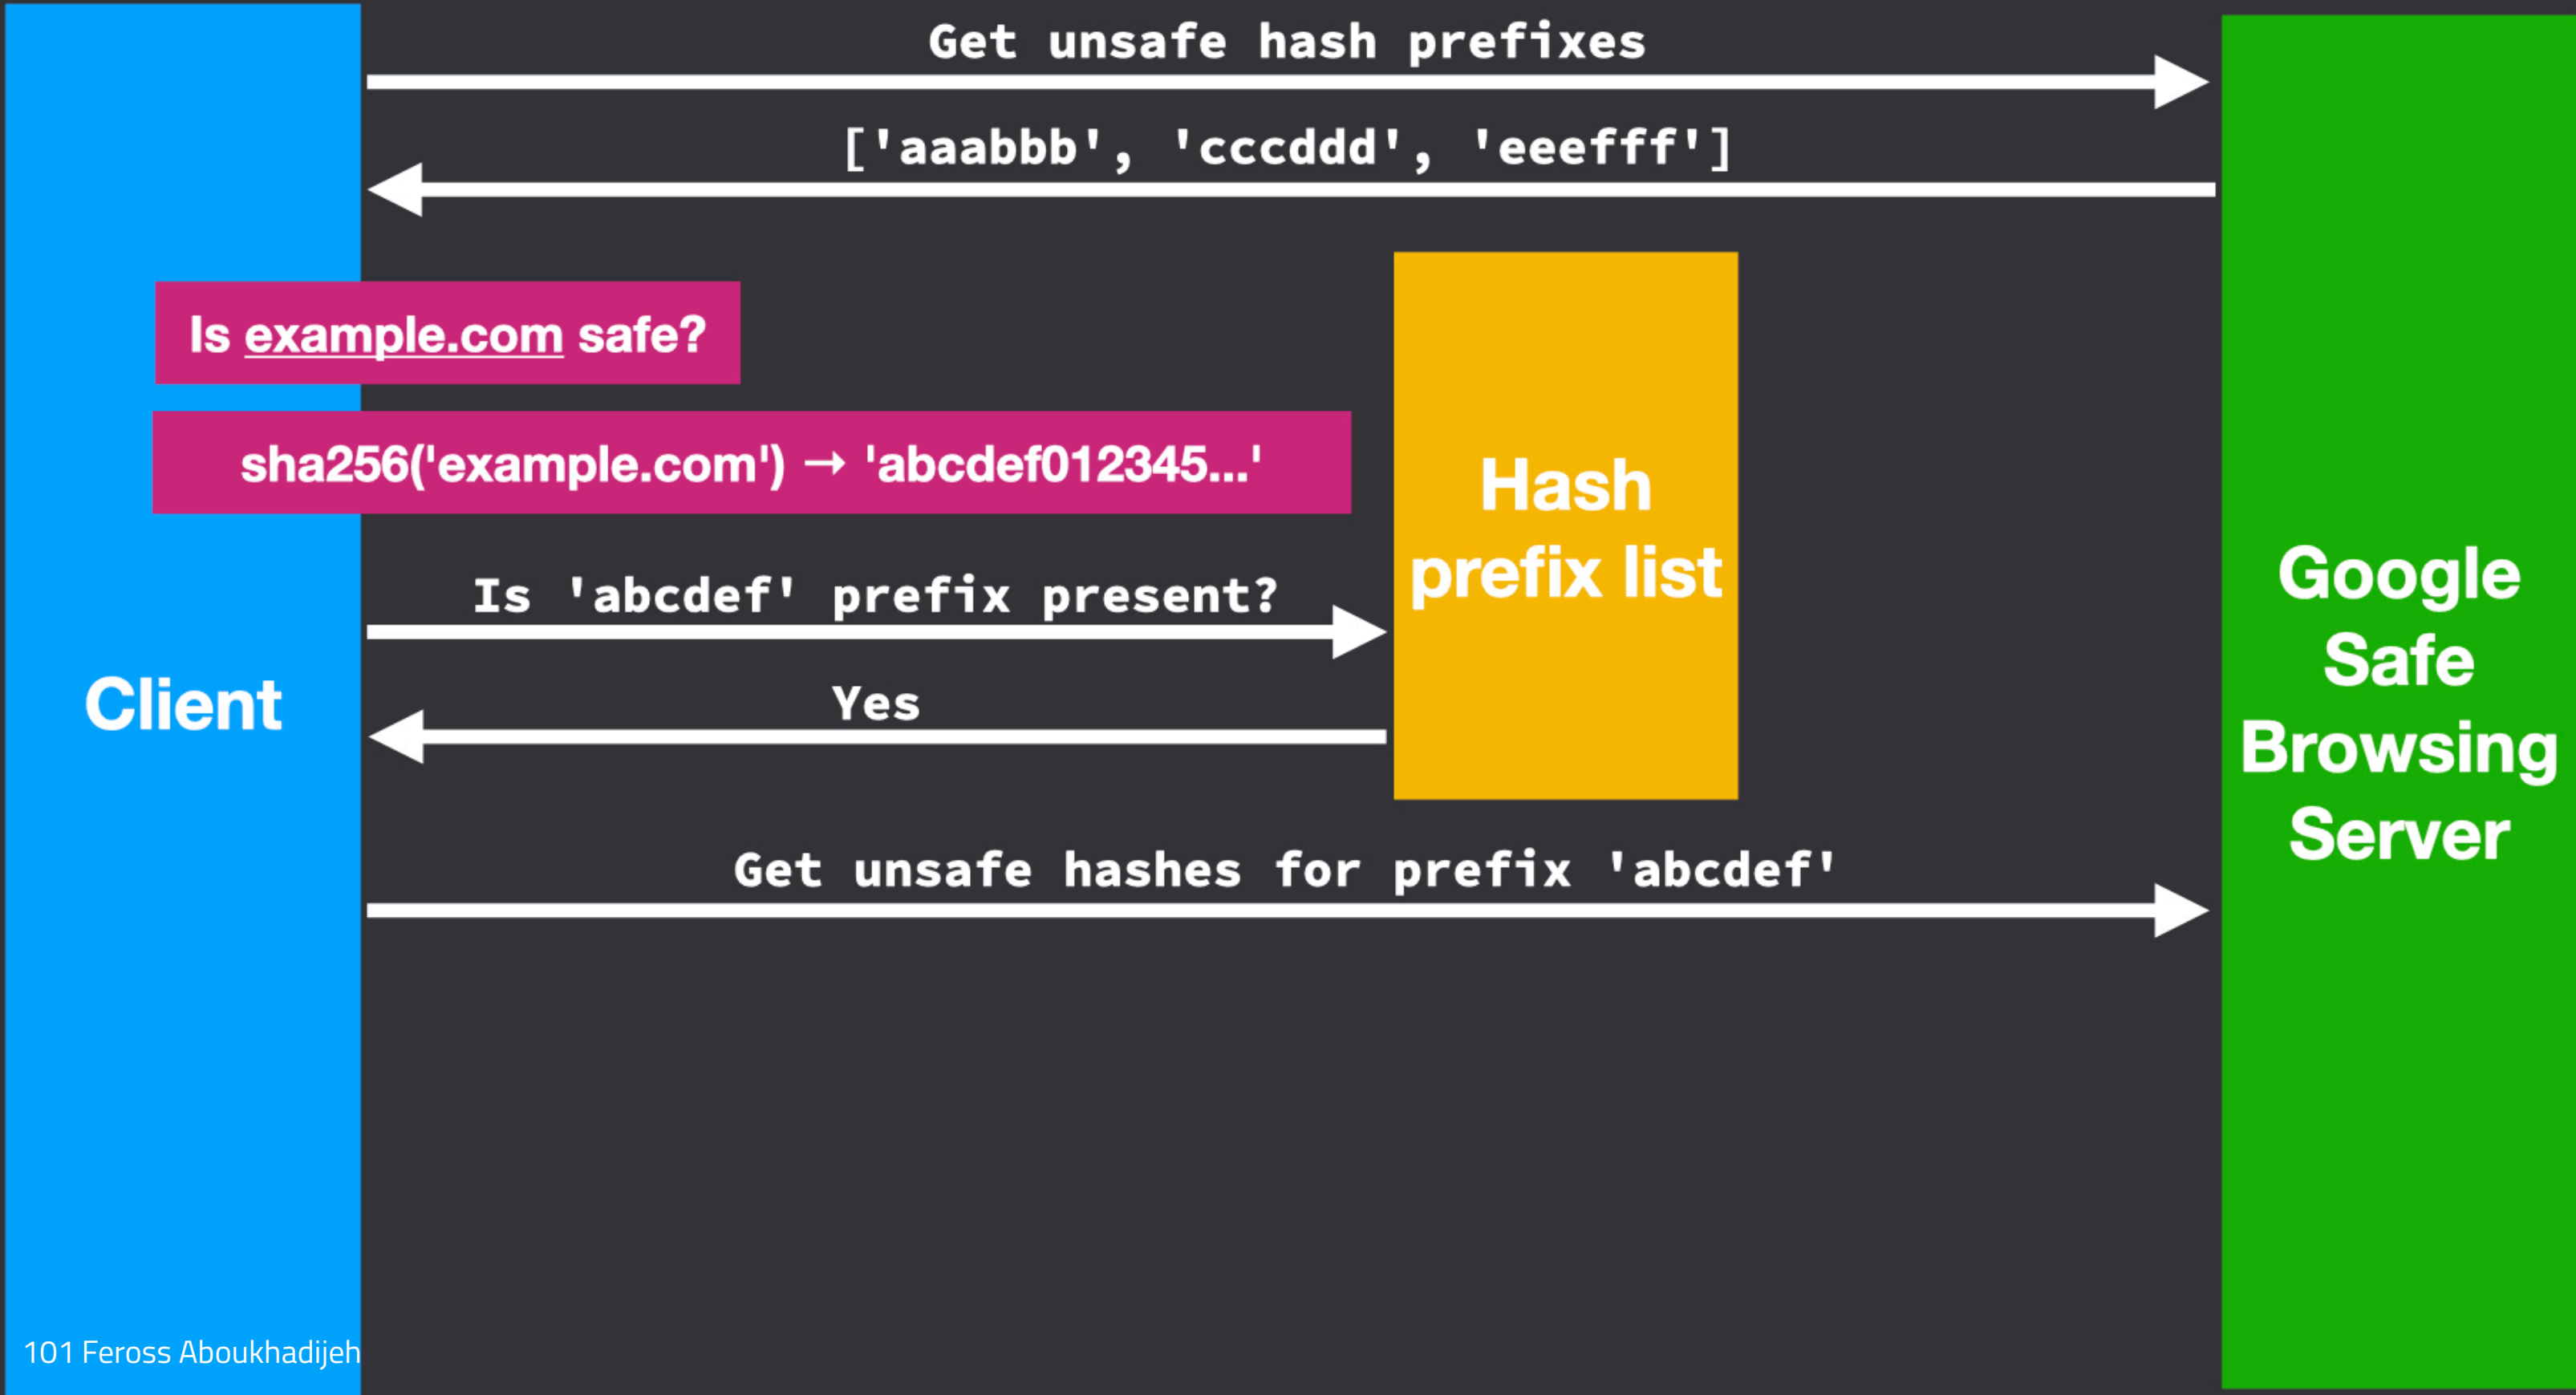 Get unsafe hash prefixes
['aaabbb', 'cccddd', 'eeefff']
Is example.com safe?
sha256('example.com') → 'abcdef012345...'
Hash
prefix list
Is 'abcdef' prefix present?
Yes
Client
Google
Safe
Browsing
Server
Get unsafe hashes for prefix 'abcdef'
101 Feross Aboukhadijeh